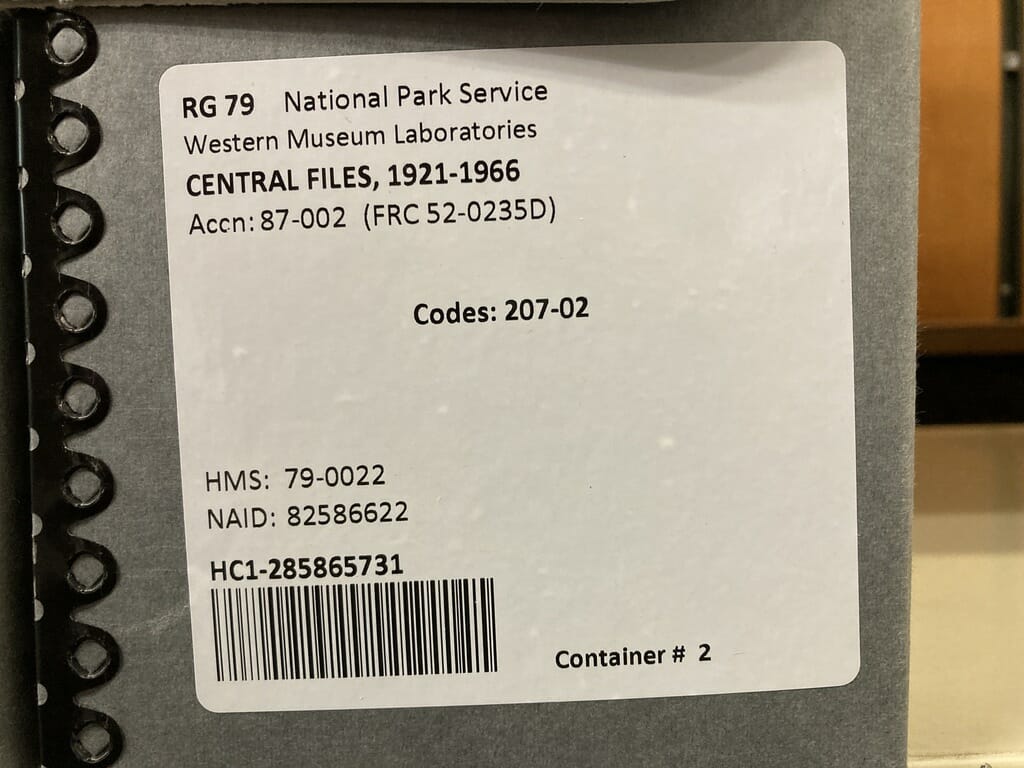 RG 79 National Park Service
Western Museum Laboratories
CENTRAL FILES, 1921-1966
Accn: 87-002 (FRC 52-0235D)
Codes: 207-02
HMS: 79-0022
NAID: 82586622
HC1-285865731
Container # 2